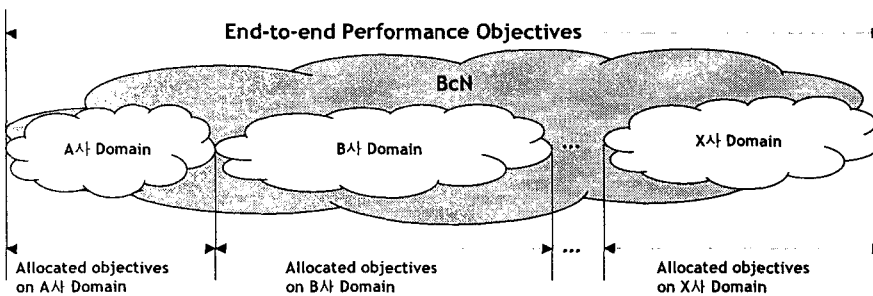 End-to-end Performance Objectives
BcN
A사 Domain
B사 Domain
...
X사 Domain
...
Allocated objectives
on A사 Domain
Allocated objectives
on B사 Domain
Allocated objectives
on X사 Domain